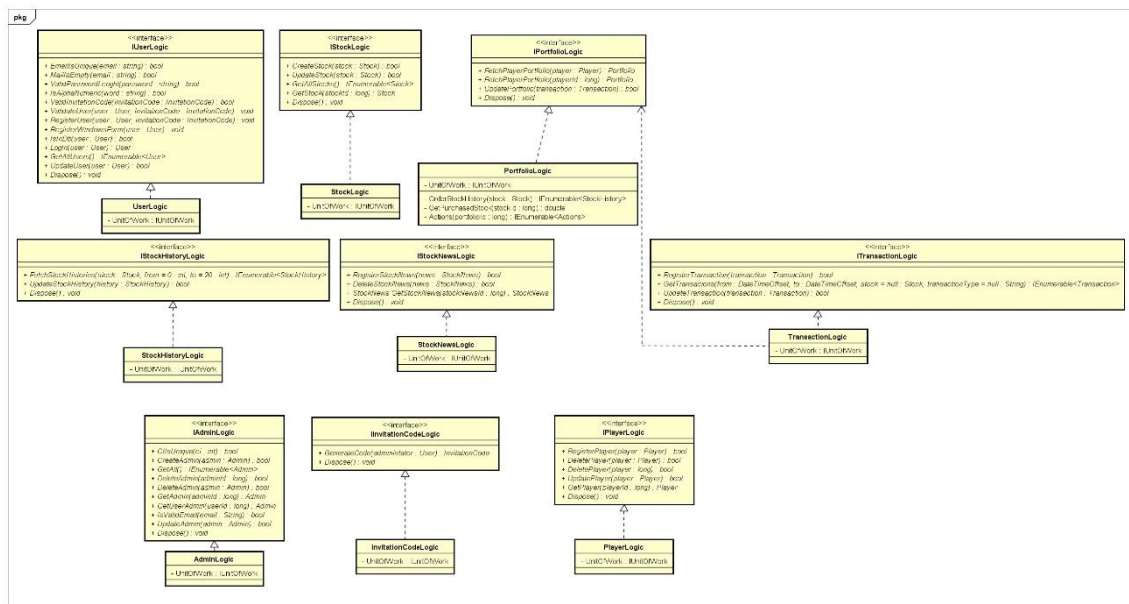 pkg
<<interface>>
IUserLogic
+ EmailIsUnique(email : string) : bool
+ MailIsEmpty(email : string) : bool
+ ValidPasswordLenght(password : string) : bool
+ IsAlphaNumeric(word : string) : bool
+ ValidInvitationCode(invitationCode : InvitationCode) : bool
+ ValidateUser(user : User, invitationCode : InvitationCode) : void
+ RegisterUser(user : User, invitationCode : InvitationCode) : void
+ RegisterWindowsForm(user : User) : void
+ IsInDb(user : User) : bool
+ LogIn(user : User) : User
+ GetAllUsers() : IEnumerable<User>
+ UpdateUser(user : User) : bool
+ Dispose() : void
UserLogic
- UnitOfWork : IUnitOfWork
<<interface>>
IStockLogic
+ CreateStock(stock : Stock) : bool
+ UpdateStock(stock : Stock) : bool
+ GetAllStocks() : IEnumerable<Stock>
+ GetStock(stockId : long) : Stock
+ Dispose() : void
StockLogic
- UnitOfWork : IUnitOfWork
<<interface>>
IPortfolioLogic
+ FetchPlayerPortfolio(player : Player) : Portfolio
+ FetchPlayerPortfolio(playerId : long) : Portfolio
+ UpdatePortfolio(transaction : Transaction) : bool
+ Dispose() : void
PortfolioLogic
- UnitOfWork : IUnitOfWork
OrderStockHistory(stock : Stock) : IEnumerable<StockHistory>
- GetPurchasedStock(stock d : long) : double
- Actions(portfolioId : long) : IEnumerable<Actions>
<<interface>>
IStockHistoryLogic
+ FetchStockHistories(stock : Stock, from = 0 : int, to = 20 : int) : IEnumerable<StockHistory>
+ UpdateStockHistory(history : StockHistory) : bool
+ Dispose() : void
StockHistoryLogic
- UnitOfWork : UnitOfWork
<<interface>>
IStockNewsLogic
+ RegisterStockNews(news : StockNews) : bool
+ DeleteStockNews(news : StockNews) : bool
+ StockNews GetStockNews(stockNewsId : long) : StockNews
+ Dispose() : void
StockNewsLogic
- UnitOfWork : IUnitOfWork
<<interface>>
ITransactionLogic
+ RegisterTransaction(transaction : Transaction) : bool
+ GetTransacions(from : DateTimeOffset, to : DateTimeOffset, stock = null : Stock, transactionType = null : String) : IEnumerable<Transaction>
+ UpdateTransaction(transaction : Transaction) : bool
+ Dispose() : void
TransactionLogic
- UnitOfWork : IUnitOfWork
<<interface>>
IAdminLogic
+ CIIsUnique(ci : int) : bool
+ CreateAdmin(admin : Admin) : bool
+ GetAll() : IEnumerable<Admin>
+ DeleteAdmin(adminId : long) : bool
+ DeleteAdmin(admin : Admin) : bool
+ GetAdmin(adminId : long) : Admin
+ GetUserAdmin(userId : long) : Admin
+ IsValidEmail(email : String) : bool
+ UpdateAdmin(admin : Admin) : bool
+ Dispose() : void
AdminLogic
- UnitOfWork : IUnitOfWork
<<interface>>
IInvitationCodeLogic
+ GenerateCode(administator : User) : InvitationCode
+ Dispose() : void
InvitationCodeLogic
- UnitOfWork : IUnitOfWork
<<interface>>
IPlayerLogic
+ RegisterPlayer(player : Player) : bool
+ DeletePlayer(player : Player) : bool
+ DeletePlayer(player : long) : bool
+ UpdatePlayer(player : Player) : bool
+ GetPlayer(playerId : long) : Player
+ Dispose() : void
PlayerLogic
- UnitOfWork : IUnitOfWork